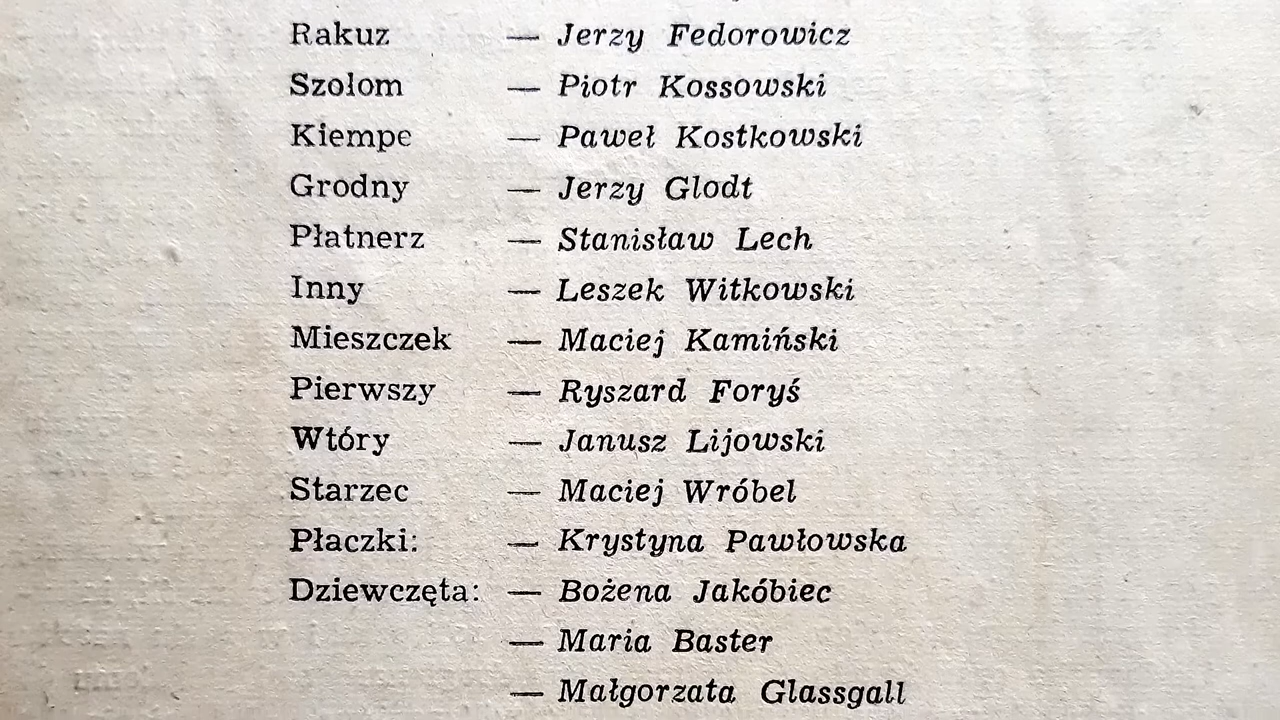 Rakuz — Jerzy Fedorowicz
Szołom — Piotr Kossowski
Kiempe — Paweł Kostkowski
Grodny — Jerzy Glodt
Płatnerz — Stanisław Lech
Inny — Leszek Witkowski
Mieszczek — Maciej Kamiński
Pierwszy — Ryszard Foryś
Wtóry — Janusz Lijowski
Starzec — Maciej Wróbel
Płaczki: — Krystyna Pawłowska
Dziewczęta: — Bożena Jakóbiec
— Maria Baster
— Małgorzata Glassgall